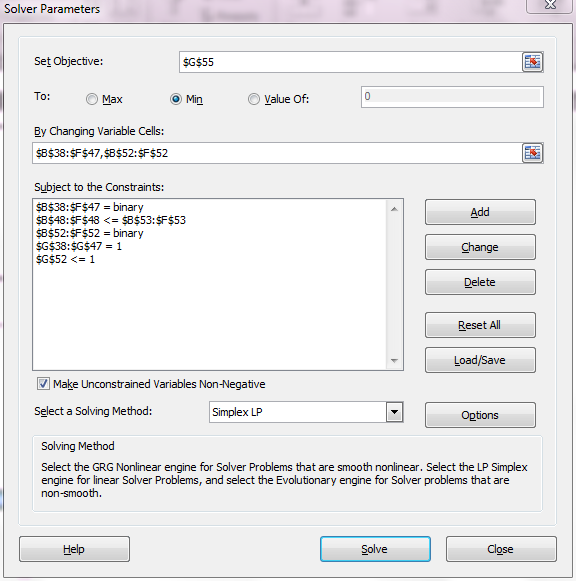 Solver Parameters
Set Objective:
$G$55
To:
Max
Min
Value Of:
0
By Changing Variable Cells:
$B$38:$F$47,$B$52:$F$52
Subject to the Constraints:
$B$38:$F$47 = binary
$B$48:$F$48 <= $B$53:$F$53
$B$52:$F$52 = binary
$G$38:$G$47 = 1
$G$52 <= 1
Add
Change
Delete
Reset All
Load/Save
Make Unconstrained Variables Non-Negative
Select a Solving Method:
Simplex LP
Options
Solving Method
Select the GRG Nonlinear engine for Solver Problems that are smooth nonlinear. Select the LP Simplex
engine for linear Solver Problems, and select the Evolutionary engine for Solver problems that are
non-smooth.
Help
Solve
Close